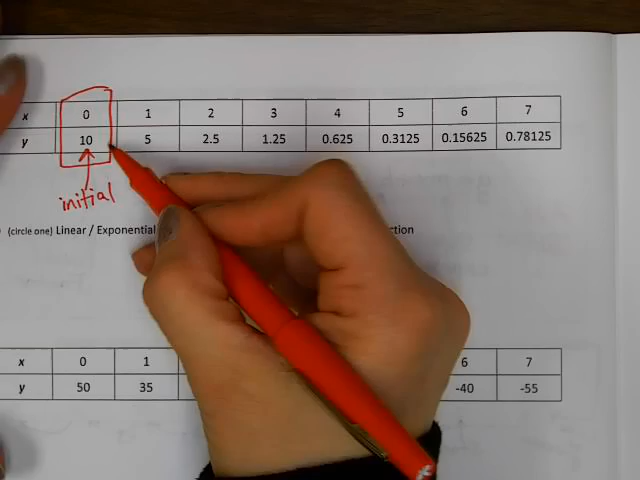 x 0 1 2 3 4 5 6 7
y 10 5 2.5 1.25 0.625 0.3125 0.15625 0.78125
initial
(circle one) Linear / Exponential
x 0 1 6 7
y 50 35 -40 -55